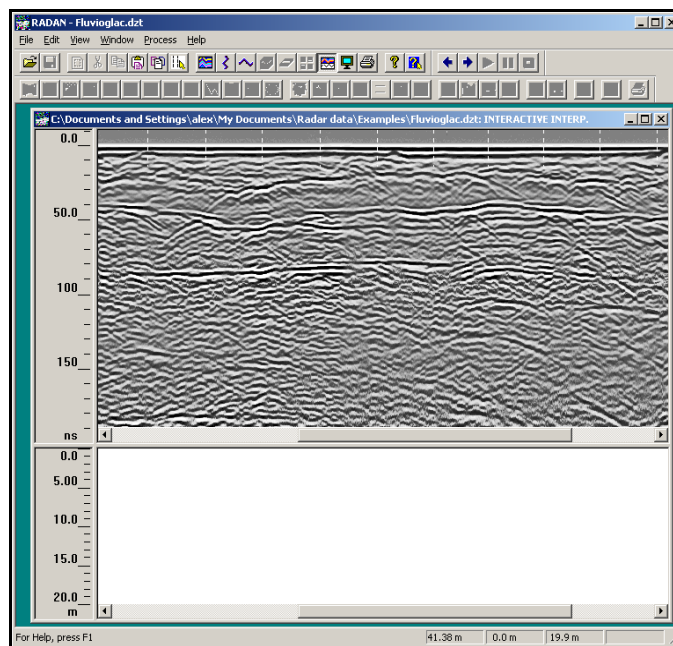 RADAN - Fluvioglac.dzt
File Edit View Window Process Help
C:\Documents and Settings\alex\My Documents\Radar data\Examples\Fluvioglac.dzt: INTERACTIVE INTERP.
0.0
50.0
100
150
ns
0.0
5.00
10.0
15.0
20.0
m
For Help, press F1 41.38 m 0.0 m 19.9 m